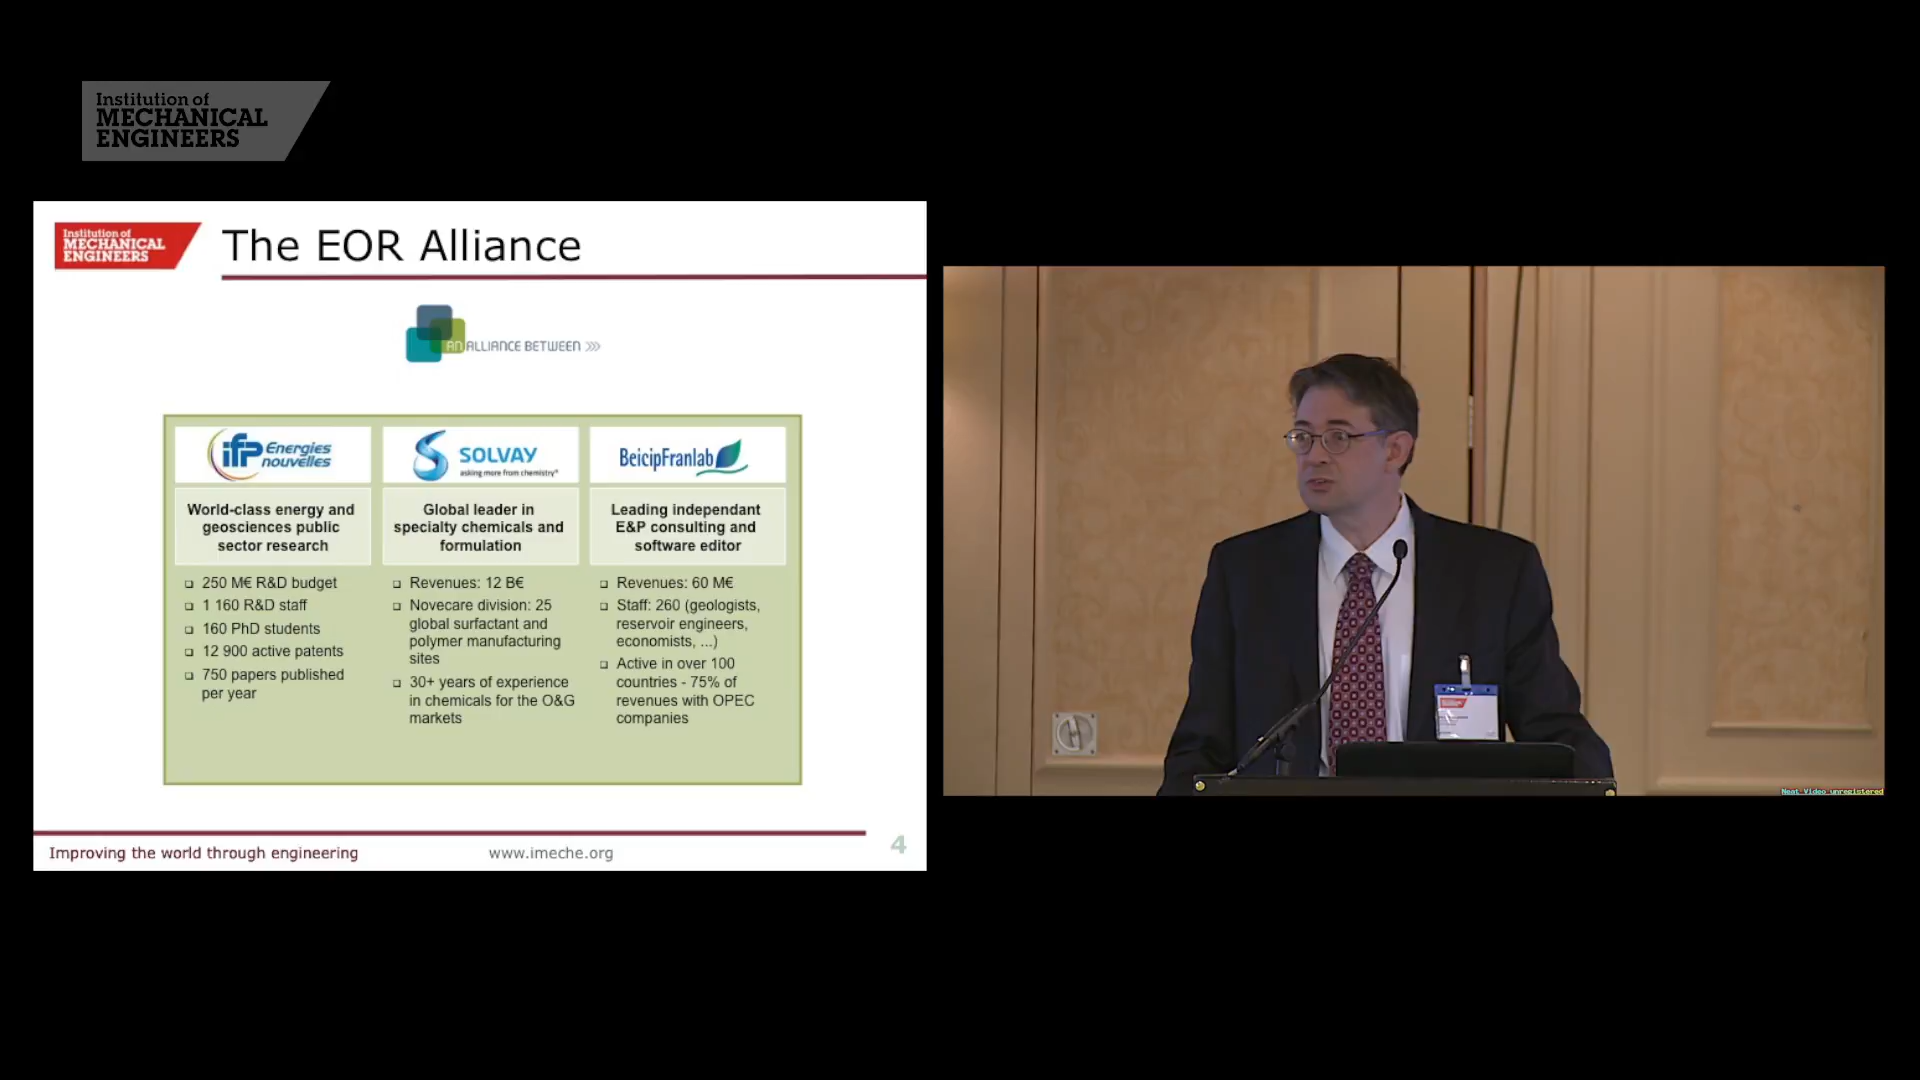 Institution of
MECHANICAL
ENGINEERS
Institution of
MECHANICAL
ENGINEERS
The EOR Alliance
AN ALLIANCE BETWEEN >>>
ifp Energies
nouvelles
World-class energy and
geosciences public
sector research
250 M€ R&D budget
1 160 R&D staff
160 PhD students
12 900 active patents
750 papers published
per year
SOLVAY
asking more from chemistry®
Global leader in
specialty chemicals and
formulation
Revenues: 12 B€
Novecare division: 25
global surfactant and
polymer manufacturing
sites
30+ years of experience
in chemicals for the O&G
markets
BeicipFranlab
Leading independant
E&P consulting and
software editor
Revenues: 60 M€
Staff: 260 (geologists,
reservoir engineers,
economists, ...)
Active in over 100
countries - 75% of
revenues with OPEC
companies
Improving the world through engineering
www.imeche.org
4
Neat Video unregistered